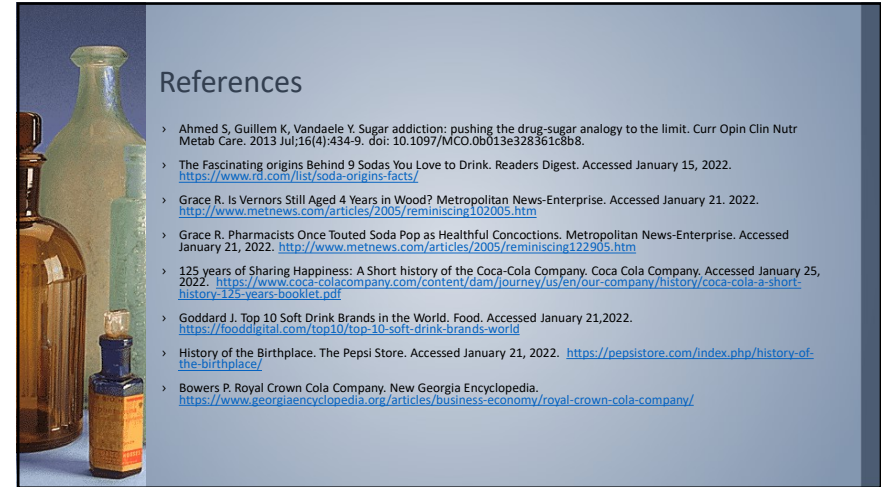 References
› Ahmed S, Guillem K, Vandaele Y. Sugar addiction: pushing the drug-sugar analogy to the limit. Curr Opin Clin Nutr
Metab Care. 2013 Jul;16(4):434-9. doi: 10.1097/MCO.0b013e328361c8b8.
› The Fascinating origins Behind 9 Sodas You Love to Drink. Readers Digest. Accessed January 15, 2022.
https://www.rd.com/list/soda-origins-facts/
› Grace R. Is Vernors Still Aged 4 Years in Wood? Metropolitan News-Enterprise. Accessed January 21. 2022.
http://www.metnews.com/articles/2005/reminiscing102005.htm
› Grace R. Pharmacists Once Touted Soda Pop as Healthful Concoctions. Metropolitan News-Enterprise. Accessed
January 21, 2022. http://www.metnews.com/articles/2005/reminiscing122905.htm
› 125 years of Sharing Happiness: A Short history of the Coca-Cola Company. Coca Cola Company. Accessed January 25,
2022. https://www.coca-colacompany.com/content/dam/journey/us/en/our-company/history/coca-cola-a-short-
history-125-years-booklet.pdf
› Goddard J. Top 10 Soft Drink Brands in the World. Food. Accessed January 21,2022.
https://fooddigital.com/top10/top-10-soft-drink-brands-world
› History of the Birthplace. The Pepsi Store. Accessed January 21, 2022. https://pepsistore.com/index.php/history-of-
the-birthplace/
› Bowers P. Royal Crown Cola Company. New Georgia Encyclopedia.
https://www.georgiaencyclopedia.org/articles/business-economy/royal-crown-cola-company/